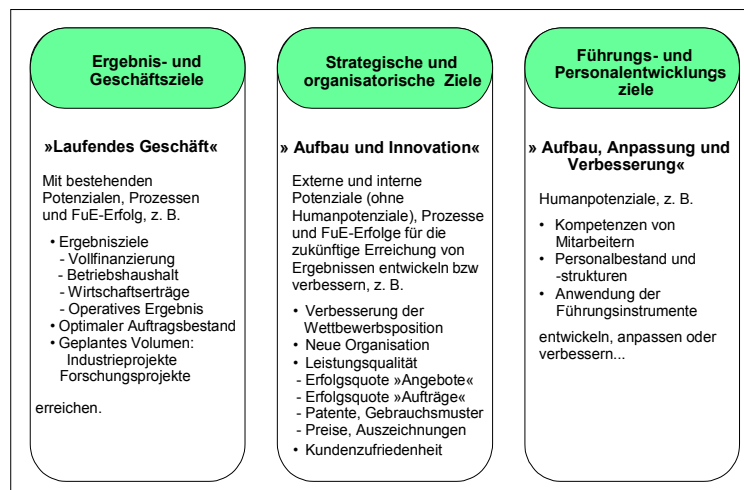 Ergebnis- und
Geschäftsziele
»Laufendes Geschäft«
Mit bestehenden
Potenzialen, Prozessen
und FuE-Erfolg, z. B.
• Ergebnisziele
- Vollfinanzierung
- Betriebshaushalt
- Wirtschaftserträge
- Operatives Ergebnis
• Optimaler Auftragsbestand
• Geplantes Volumen:
Industrieprojekte
Forschungsprojekte
erreichen.
Strategische und
organisatorische Ziele
» Aufbau und Innovation«
Externe und interne
Potenziale (ohne
Humanpotenziale), Prozesse
und FuE-Erfolge für die
zukünftige Erreichung von
Ergebnissen entwickeln bzw
verbessern, z. B.
• Verbesserung der
Wettbewerbsposition
• Neue Organisation
• Leistungsqualität
- Erfolgsquote »Angebote«
- Erfolgsquote »Aufträge«
- Patente, Gebrauchsmuster
- Preise, Auszeichnungen
• Kundenzufriedenheit
Führungs- und
Personalentwicklungs
ziele
» Aufbau, Anpassung und
Verbesserung«
Humanpotenziale, z. B.
• Kompetenzen von
Mitarbeitern
• Personalbestand und
-strukturen
• Anwendung der
Führungsinstrumente
entwickeln, anpassen oder
verbessern...